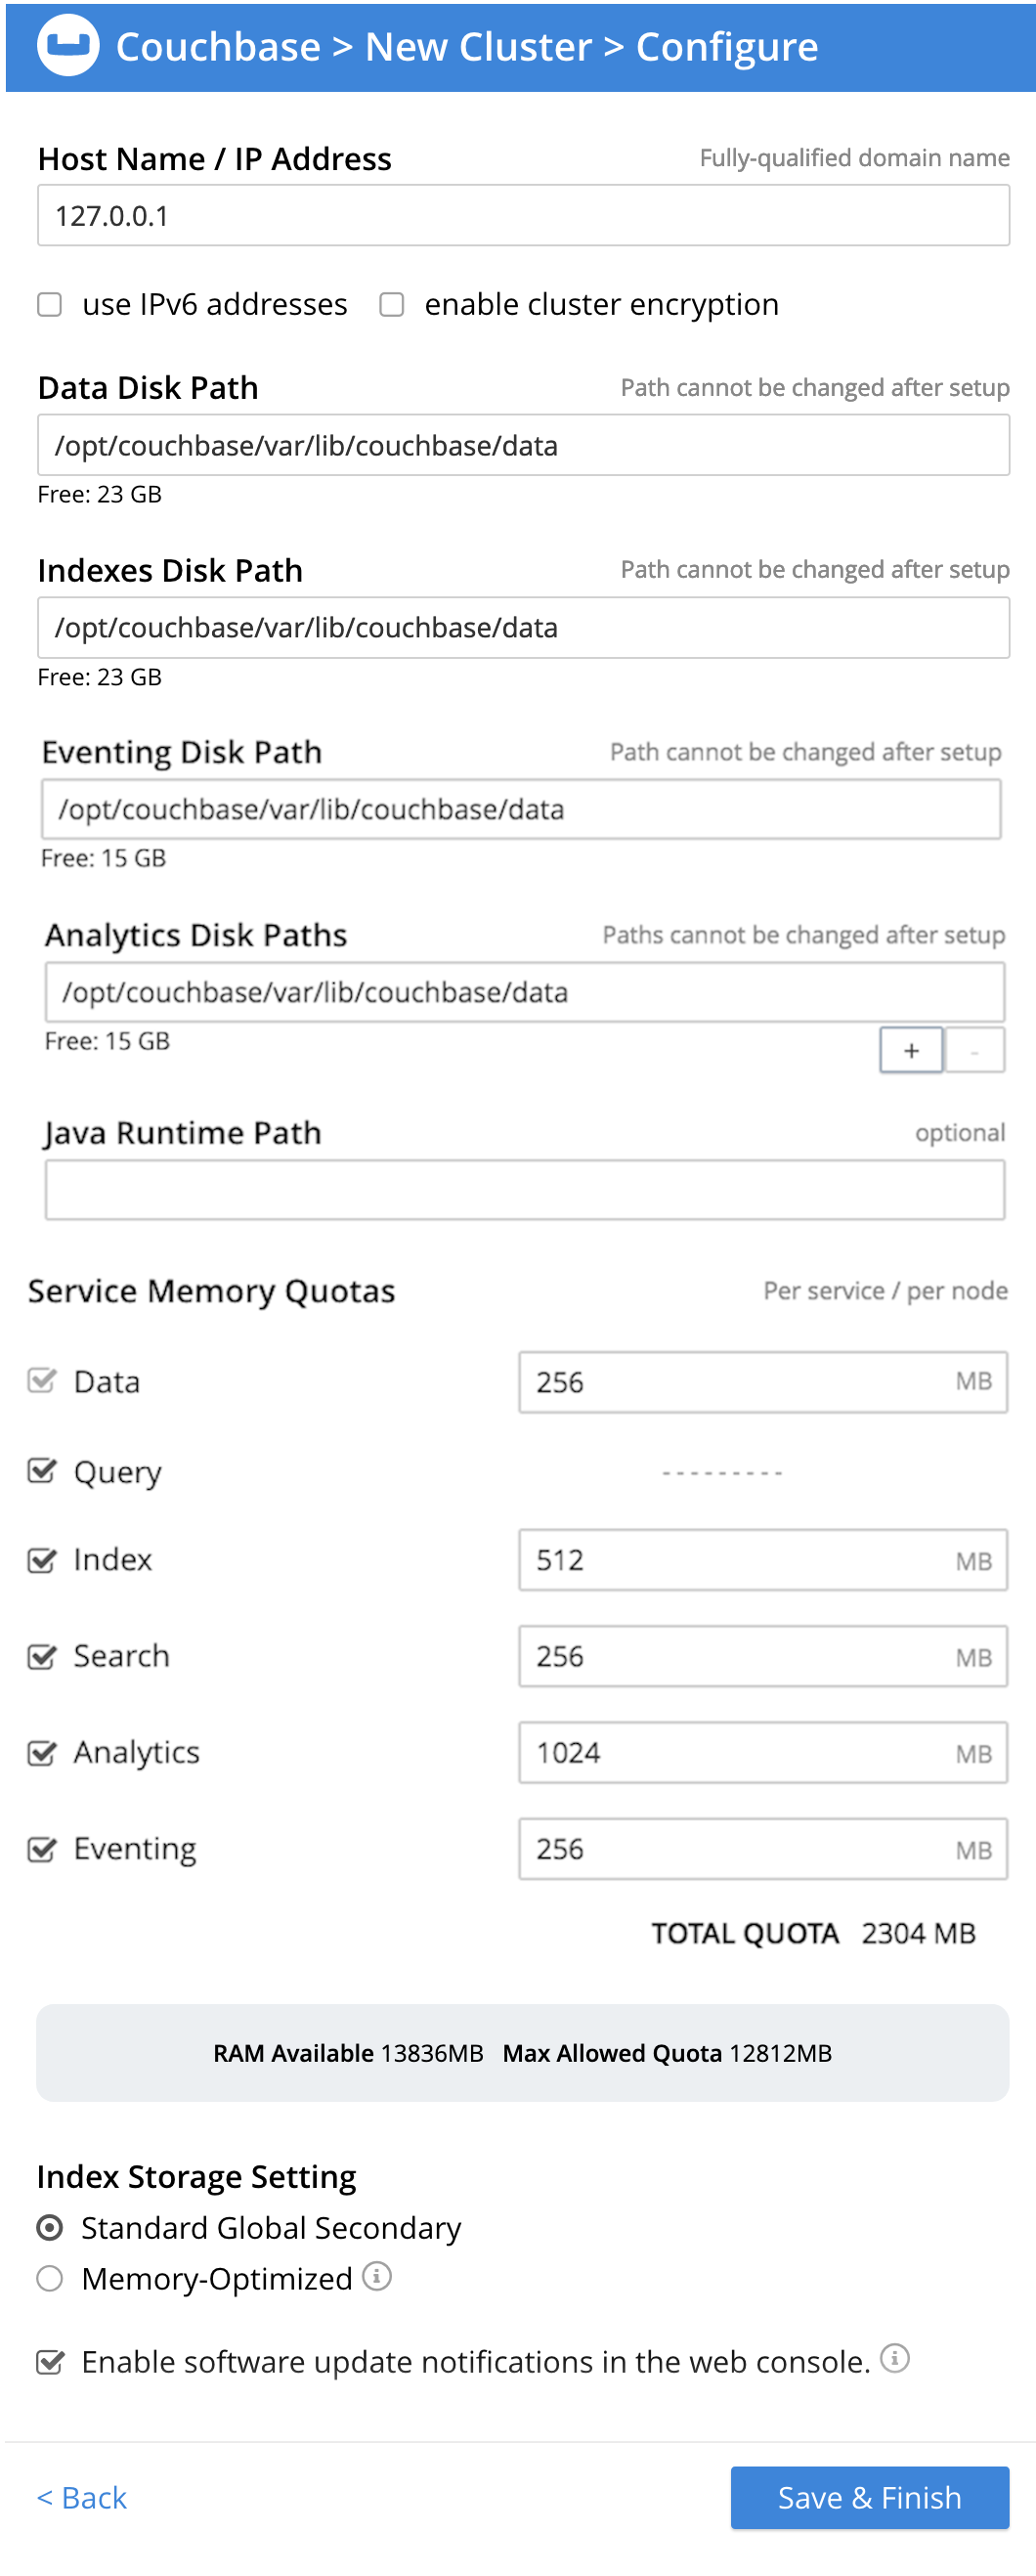 Couchbase > New Cluster > Configure
Host Name / IP Address Fully-qualified domain name
127.0.0.1
use IPv6 addresses enable cluster encryption
Data Disk Path Path cannot be changed after setup
/opt/couchbase/var/lib/couchbase/data
Free: 23 GB
Indexes Disk Path Path cannot be changed after setup
/opt/couchbase/var/lib/couchbase/data
Free: 23 GB
Eventing Disk Path Path cannot be changed after setup
/opt/couchbase/var/lib/couchbase/data
Free: 15 GB
Analytics Disk Paths Paths cannot be changed after setup
/opt/couchbase/var/lib/couchbase/data
Free: 15 GB + -
Java Runtime Path optional
Service Memory Quotas Per service / per node
Data 256 MB
Query ---------
Index 512 MB
Search 256 MB
Analytics 1024 MB
Eventing 256 MB
TOTAL QUOTA 2304 MB
RAM Available 13836MB Max Allowed Quota 12812MB
Index Storage Setting
Standard Global Secondary
Memory-Optimized i
Enable software update notifications in the web console. i
< Back Save & Finish